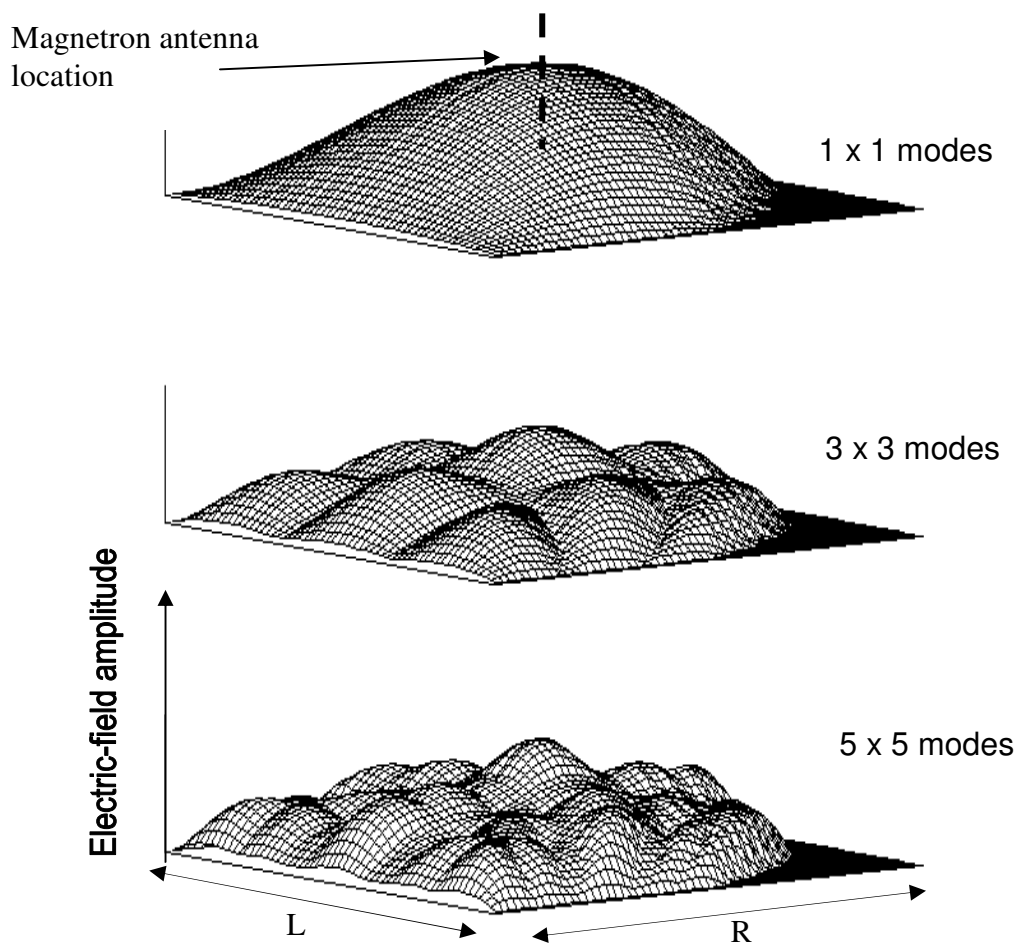 Magnetron antenna
location
1 x 1 modes
3 x 3 modes
Electric-field amplitude
5 x 5 modes
L
R